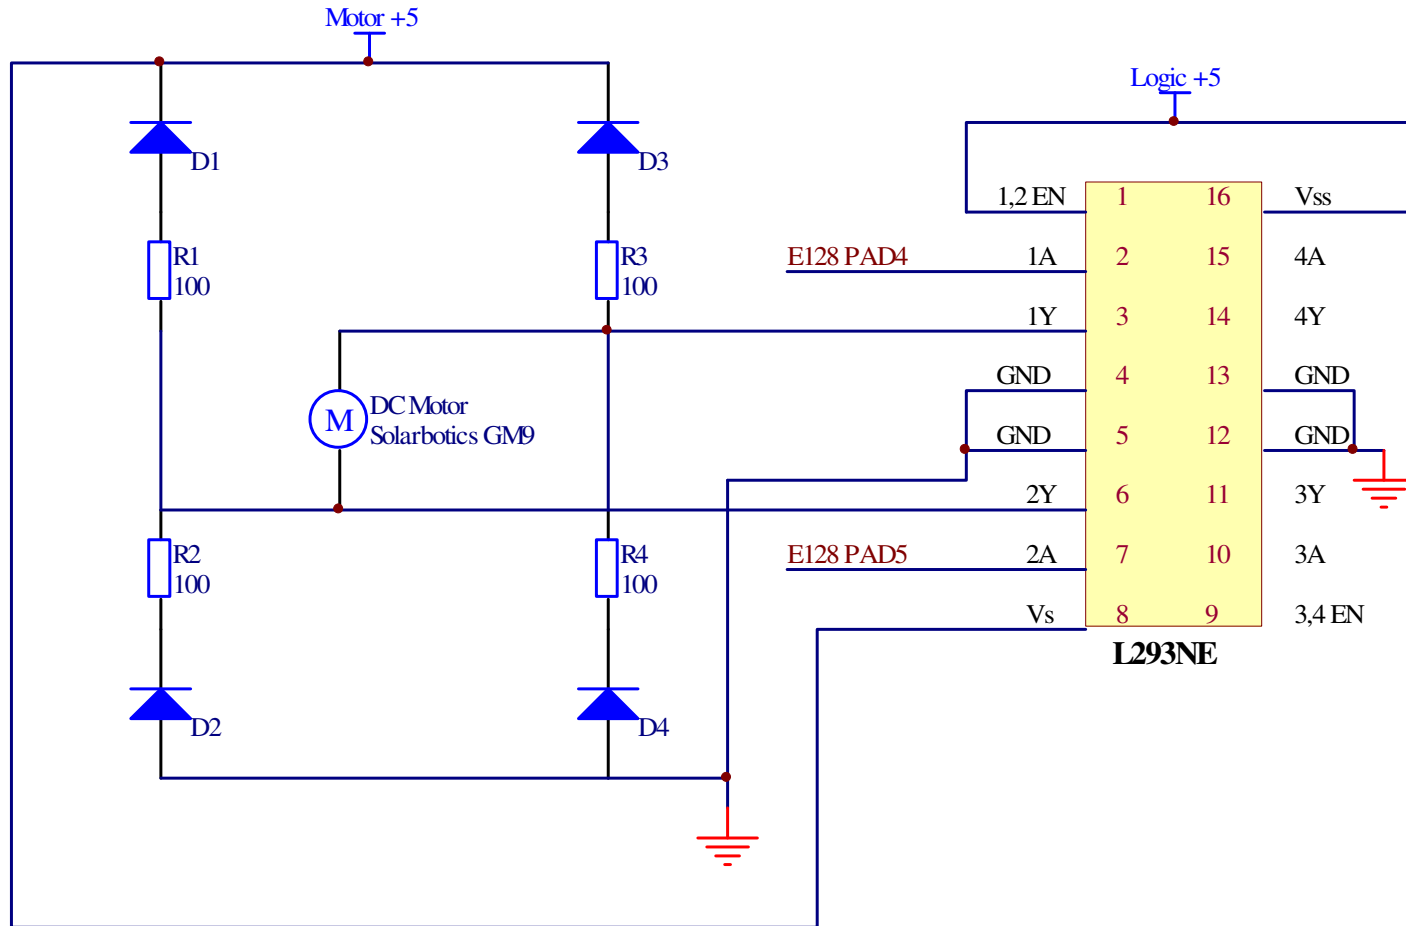 Motor +5
Logic +5
D1
D3
R1
100
R3
100
M
DC Motor
Solarbotics GM9
R2
100
R4
100
D2
D4
1,2 EN 1 16 Vss
E128 PAD4 1A 2 15 4A
1Y 3 14 4Y
GND 4 13 GND
GND 5 12 GND
2Y 6 11 3Y
E128 PAD5 2A 7 10 3A
Vs 8 9 3,4 EN
L293NE